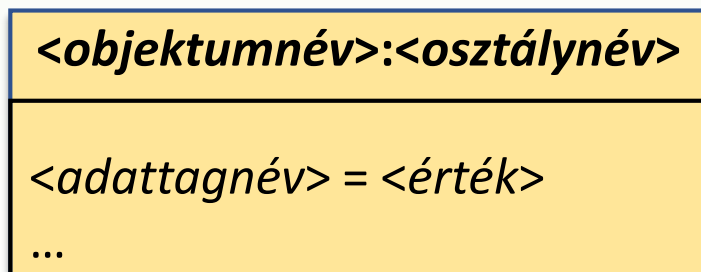 <objektumnév>:<osztálynév>
<adattagnév> = <érték>
...